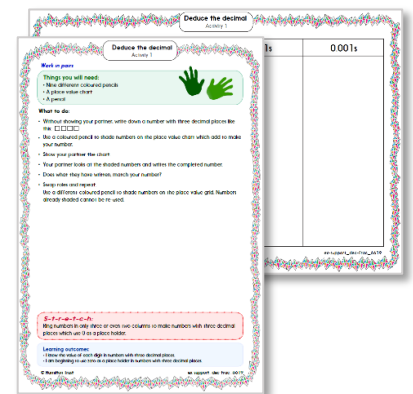 Deduce the decimal
Activity 1
1s
0.001s
Deduce the decimal
Activity 1
Work in pairs
Things you will need:
• Nine different coloured pencils
• A place value chart
• A pencil
What to do:
• Without showing your partner, write down a number with three decimal places like
this: □.□□□
• Use a coloured pencil to shade numbers on the place value chart which add to make
your number.
• Show your partner the chart.
• Your partner looks at the shaded numbers and writes the completed number.
• Does what they have written, match your number?
• Swap roles and repeat.
Use a different coloured pencil to shade numbers on the place value grid. Numbers
already shaded cannot be re-used.
S-t-r-e-t-c-h:
Ring numbers in only three or even two columns to make numbers with three decimal
places which use 0 as a place holder.
Learning outcomes:
• I know the value of each digit in numbers with three decimal places.
• I am beginning to use zero as a place holder in numbers with three decimal places.
© Hamilton Trust